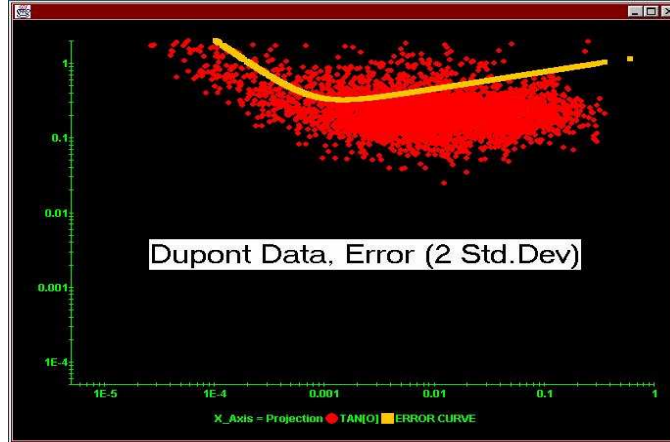 1
0.1
0.01
0.001
1E-4
Dupont Data, Error (2 Std.Dev)
1E-5 1E-4 0.001 0.01 0.1 1
X_Axis = Projection TAN[O] ERROR CURVE